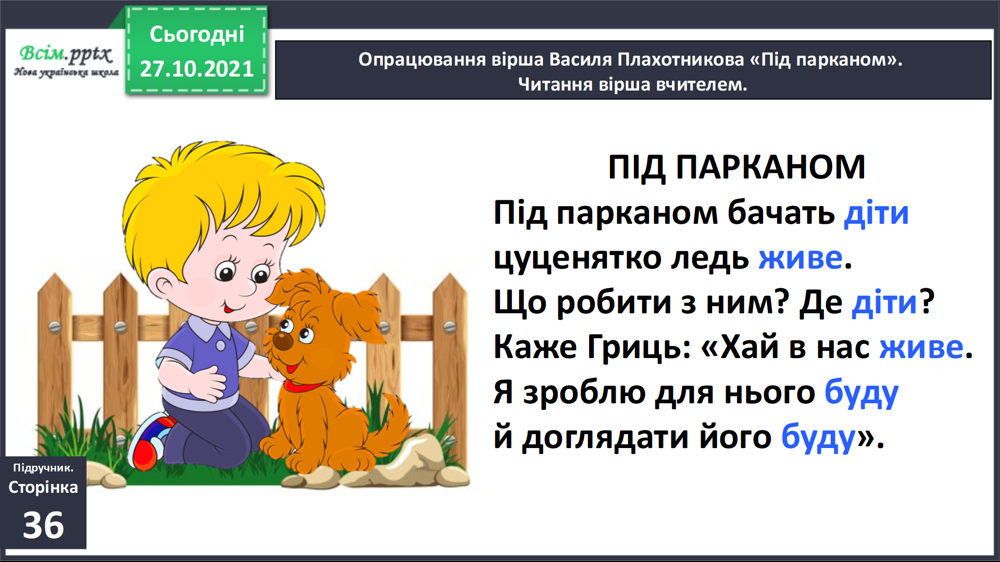 Всім.pptx
Нова українська школа
Сьогодні
27.10.2021
Опрацювання вірша Василя Плахотникова «Під парканом».
Читання вірша вчителем.
ПІД ПАРКАНОМ
Під парканом бачать діти
цуценятко ледь живе.
Що робити з ним? Де діти?
Каже Гриць: «Хай в нас живе.
Я зроблю для нього буду
й доглядати його буду».
Підручник.
Сторінка
36